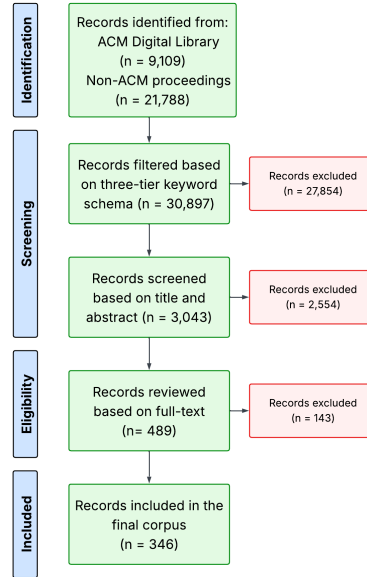 Identification
Records identified from:
ACM Digital Library
(n = 9,109)
Non-ACM proceedings
(n = 21,788)
Screening
Records filtered based
on three-tier keyword
schema (n = 30,897)
Records excluded
(n = 27,854)
Records screened
based on title and
abstract (n = 3,043)
Records excluded
(n = 2,554)
Eligibility
Records reviewed
based on full-text
(n= 489)
Records excluded
(n = 143)
Included
Records included in the
final corpus
(n = 346)